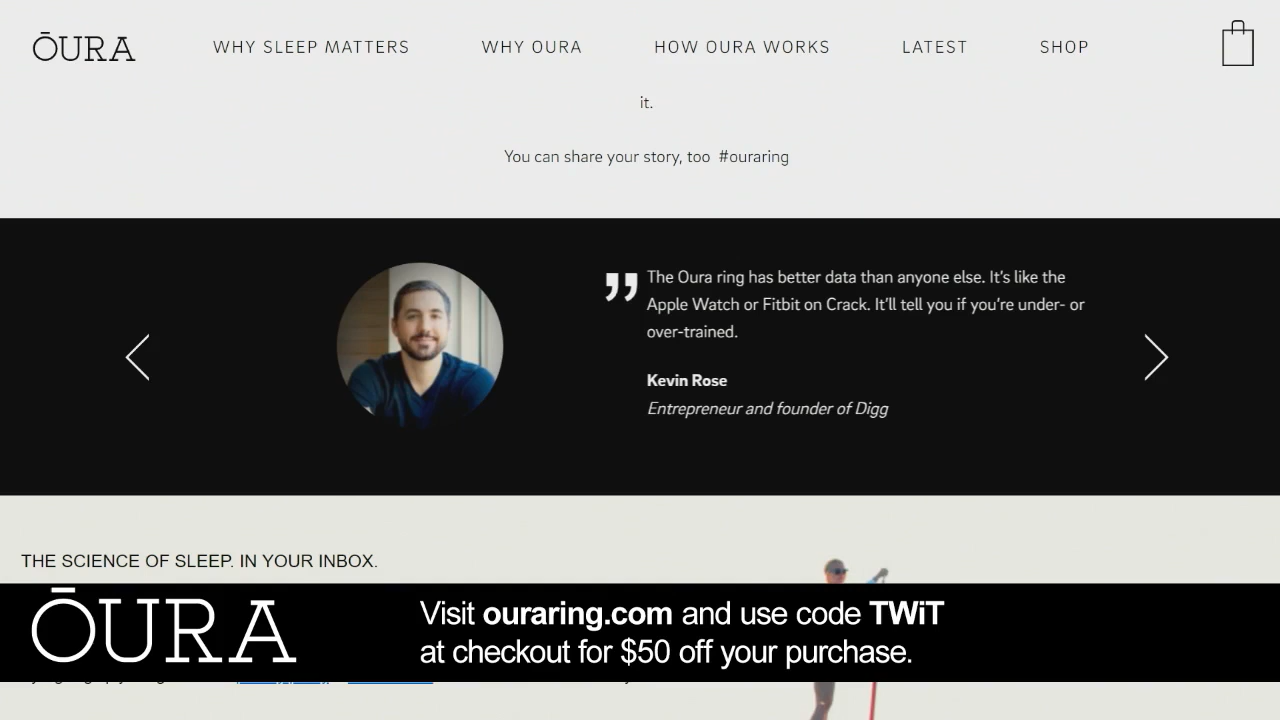 ŌURA
WHY SLEEP MATTERS
WHY OURA
HOW OURA WORKS
LATEST
SHOP
it.
You can share your story, too #ouraring
” The Oura ring has better data than anyone else. It's like the
Apple Watch or Fitbit on Crack. It'll tell you if you're under- or
over-trained.
Kevin Rose
Entrepreneur and founder of Digg
THE SCIENCE OF SLEEP. IN YOUR INBOX.
ŌURA
Visit ouraring.com and use code TWiT
at checkout for $50 off your purchase.